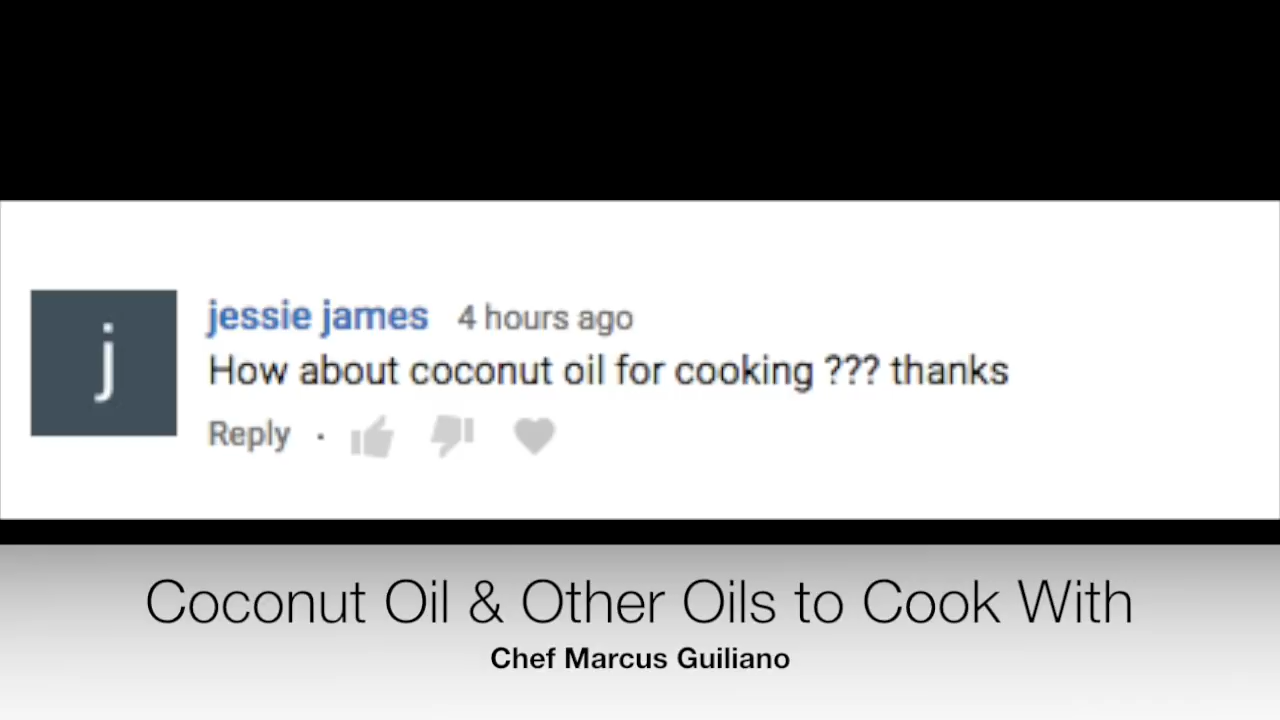 j
jessie james 4 hours ago
How about coconut oil for cooking ??? thanks
Reply ·
Coconut Oil & Other Oils to Cook With
Chef Marcus Guiliano